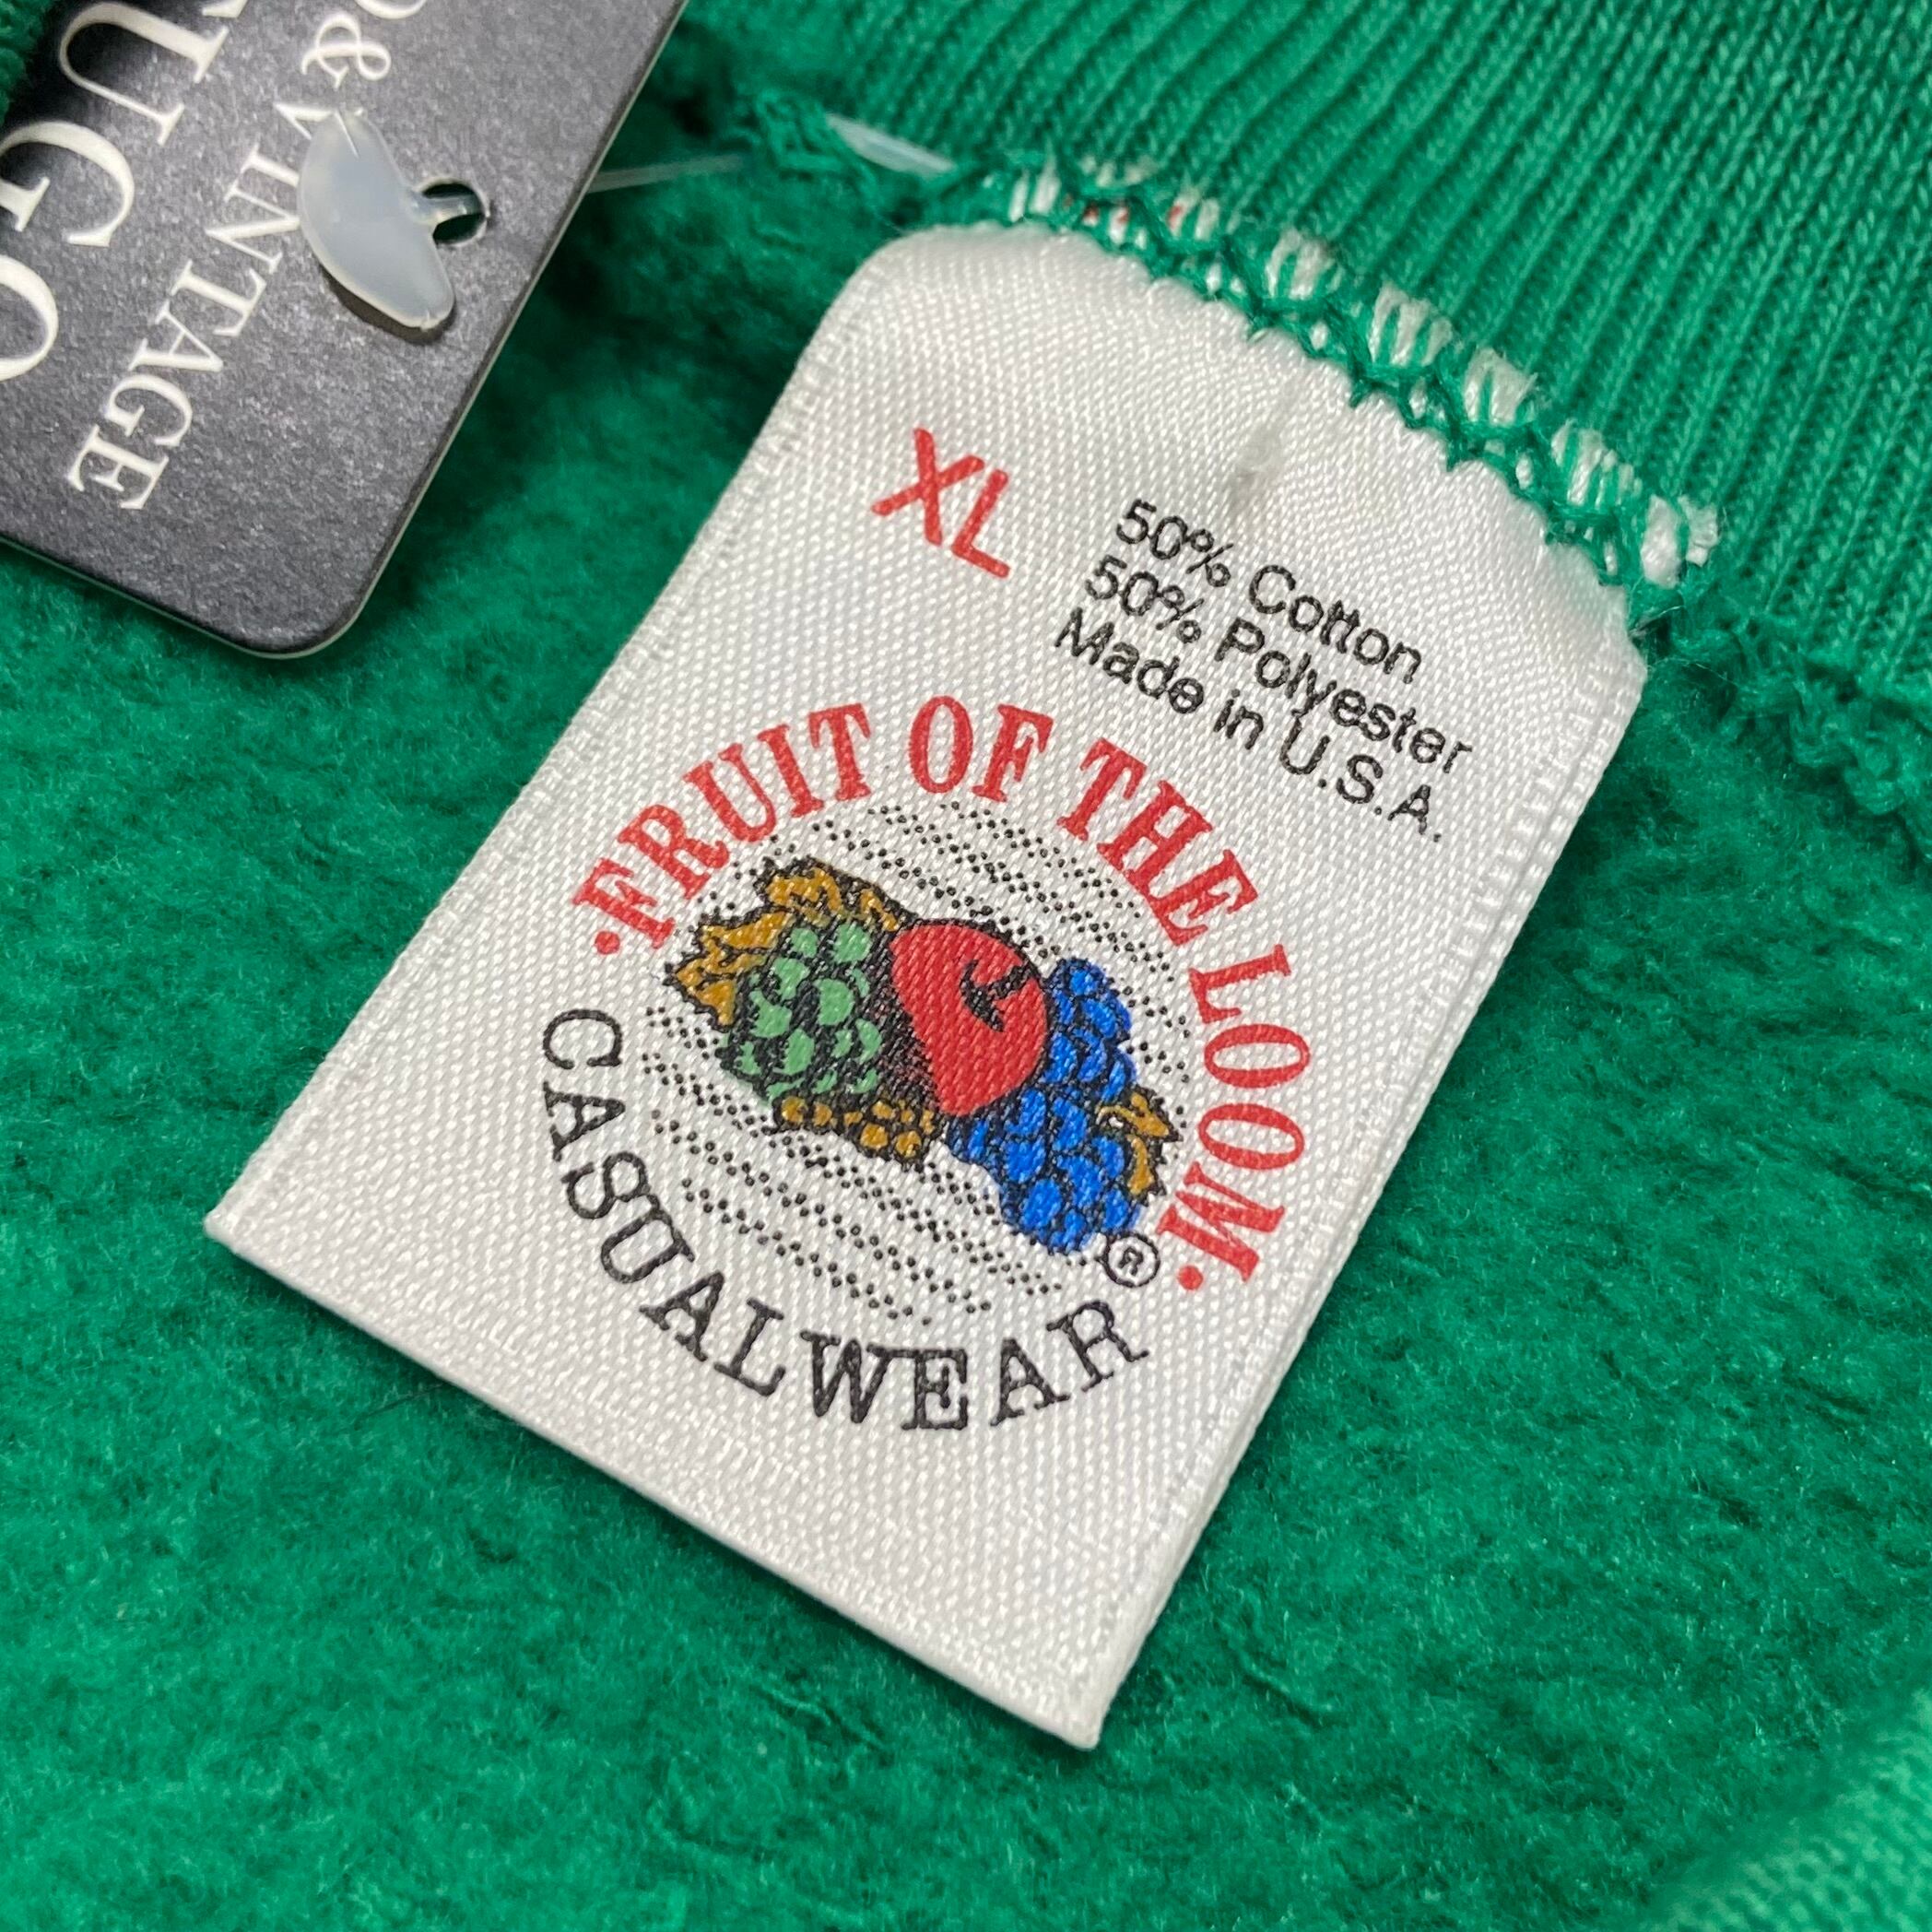 & VINTAGE
XL
50% Cotton
50% Polyester
Made in U.S.A.
·FRUIT OF THE LOOM·
®
CASUALWEAR